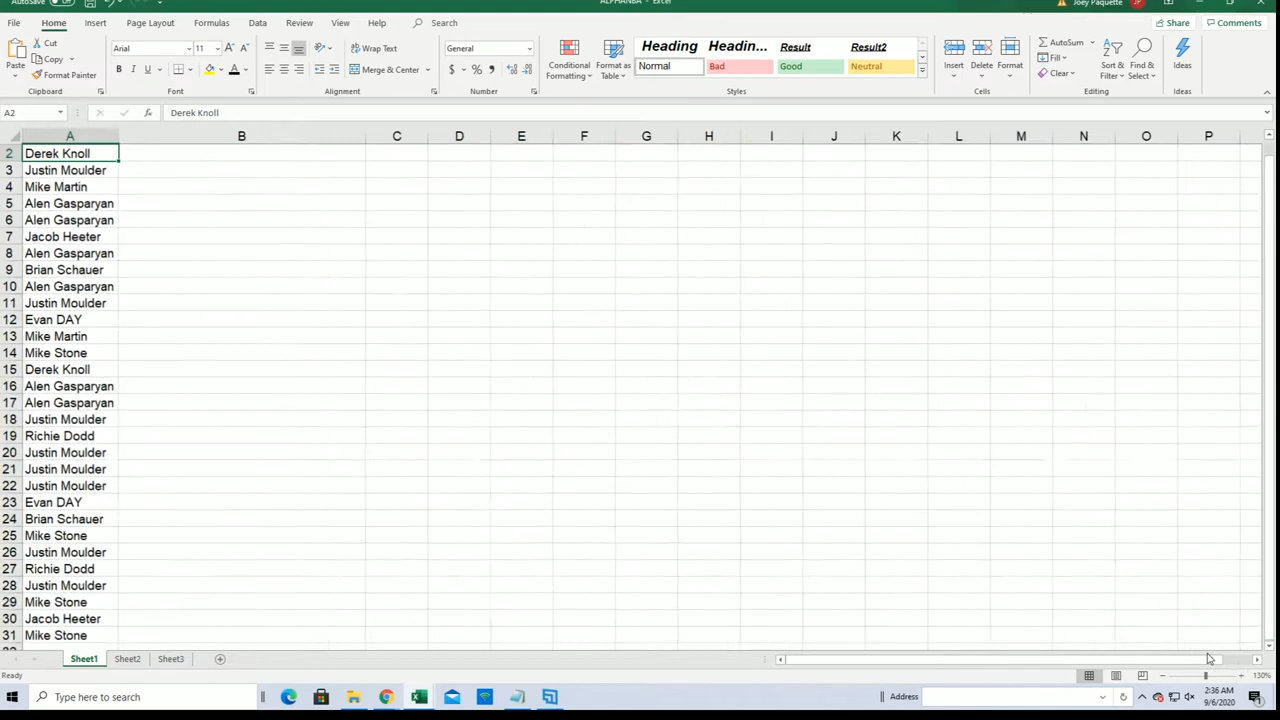 AutoSave Off ALPHANBA - Excel Joey Paquette JP
File Home Insert Page Layout Formulas Data Review View Help Search Share Comments
Cut Arial 11 A A Wrap Text General Heading Headin... Result Result2 AutoSum
Copy Fill
Paste Format Painter B I U A Merge & Center $ % Conditional Formatting Format as Table Normal Bad Good Neutral Insert Delete Format Clear Sort & Filter Find & Select Ideas
Clipboard Font Alignment Number Styles Cells Editing Ideas
A2 fx Derek Knoll
A B C D E F G H I J K L M N O P
2 Derek Knoll
3 Justin Moulder
4 Mike Martin
5 Alen Gasparyan
6 Alen Gasparyan
7 Jacob Heeter
8 Alen Gasparyan
9 Brian Schauer
10 Alen Gasparyan
11 Justin Moulder
12 Evan DAY
13 Mike Martin
14 Mike Stone
15 Derek Knoll
16 Alen Gasparyan
17 Alen Gasparyan
18 Justin Moulder
19 Richie Dodd
20 Justin Moulder
21 Justin Moulder
22 Justin Moulder
23 Evan DAY
24 Brian Schauer
25 Mike Stone
26 Justin Moulder
27 Richie Dodd
28 Justin Moulder
29 Mike Stone
30 Jacob Heeter
31 Mike Stone
Sheet1 Sheet2 Sheet3
Ready 130%
Type here to search Address 2:36 AM
9/6/2020